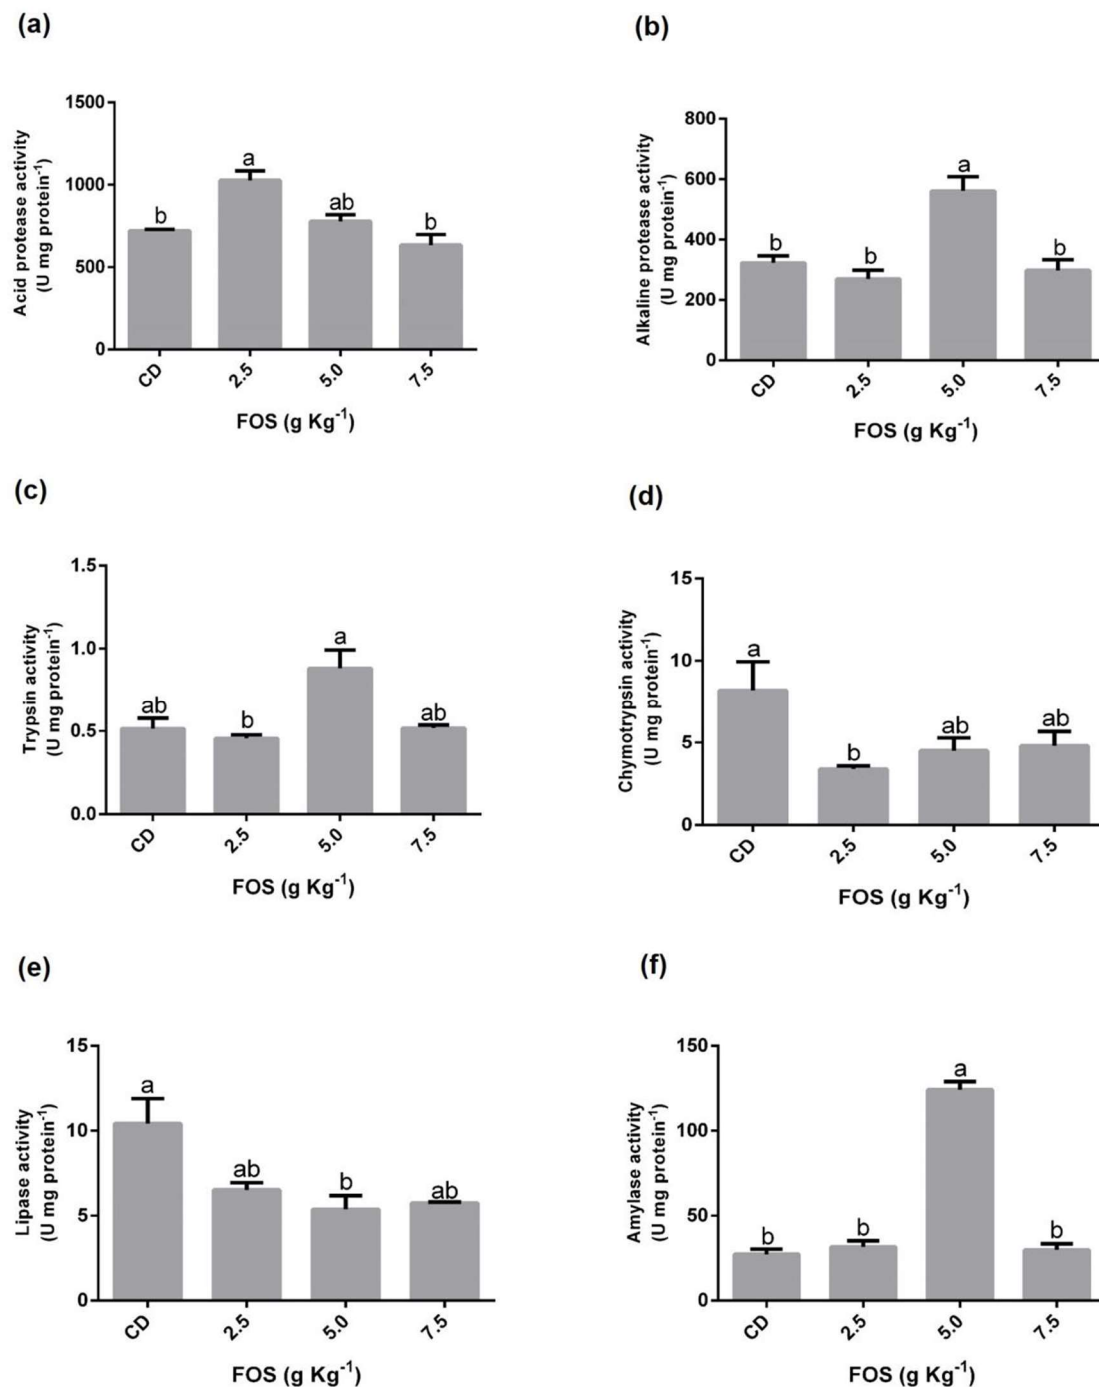 (a)
Acid protease activity
(U mg protein⁻¹)
1500
1000
500
0
b
a
ab
b
CD
2.5
5.0
7.5
FOS (g Kg⁻¹)
(b)
Alkaline protease activity
(U mg protein⁻¹)
800
600
400
200
0
b
b
a
b
CD
2.5
5.0
7.5
FOS (g Kg⁻¹)
(c)
Trypsin activity
(U mg protein⁻¹)
1.5
1.0
0.5
0.0
ab
b
a
ab
CD
2.5
5.0
7.5
FOS (g Kg⁻¹)
(d)
Chymotrypsin activity
(U mg protein⁻¹)
15
10
5
0
a
b
ab
ab
CD
2.5
5.0
7.5
FOS (g Kg⁻¹)
(e)
Lipase activity
(U mg protein⁻¹)
15
10
5
0
a
ab
b
ab
CD
2.5
5.0
7.5
FOS (g Kg⁻¹)
(f)
Amylase activity
(U mg protein⁻¹)
150
100
50
0
b
b
a
b
CD
2.5
5.0
7.5
FOS (g Kg⁻¹)